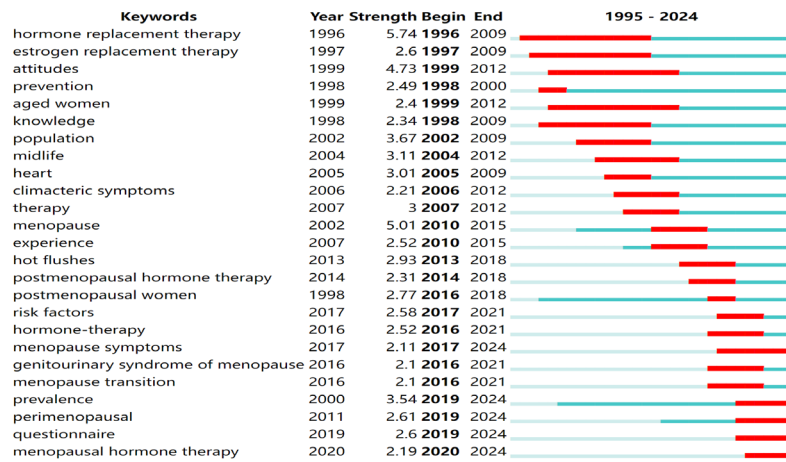 Keywords Year Strength Begin End 1995 - 2024
hormone replacement therapy 1996 5.74 1996 2009
estrogen replacement therapy 1997 2.6 1997 2009
attitudes 1999 4.73 1999 2012
prevention 1998 2.49 1998 2000
aged women 1999 2.4 1999 2012
knowledge 1998 2.34 1998 2009
population 2002 3.67 2002 2009
midlife 2004 3.11 2004 2012
heart 2005 3.01 2005 2009
climacteric symptoms 2006 2.21 2006 2012
therapy 2007 3 2007 2012
menopause 2002 5.01 2010 2015
experience 2007 2.52 2010 2015
hot flushes 2013 2.93 2013 2018
postmenopausal hormone therapy 2014 2.31 2014 2018
postmenopausal women 1998 2.77 2016 2018
risk factors 2017 2.58 2017 2021
hormone-therapy 2016 2.52 2016 2021
menopause symptoms 2017 2.11 2017 2024
genitourinary syndrome of menopause 2016 2.1 2016 2021
menopause transition 2016 2.1 2016 2021
prevalence 2000 3.54 2019 2024
perimenopausal 2011 2.61 2019 2024
questionnaire 2019 2.6 2019 2024
menopausal hormone therapy 2020 2.19 2020 2024